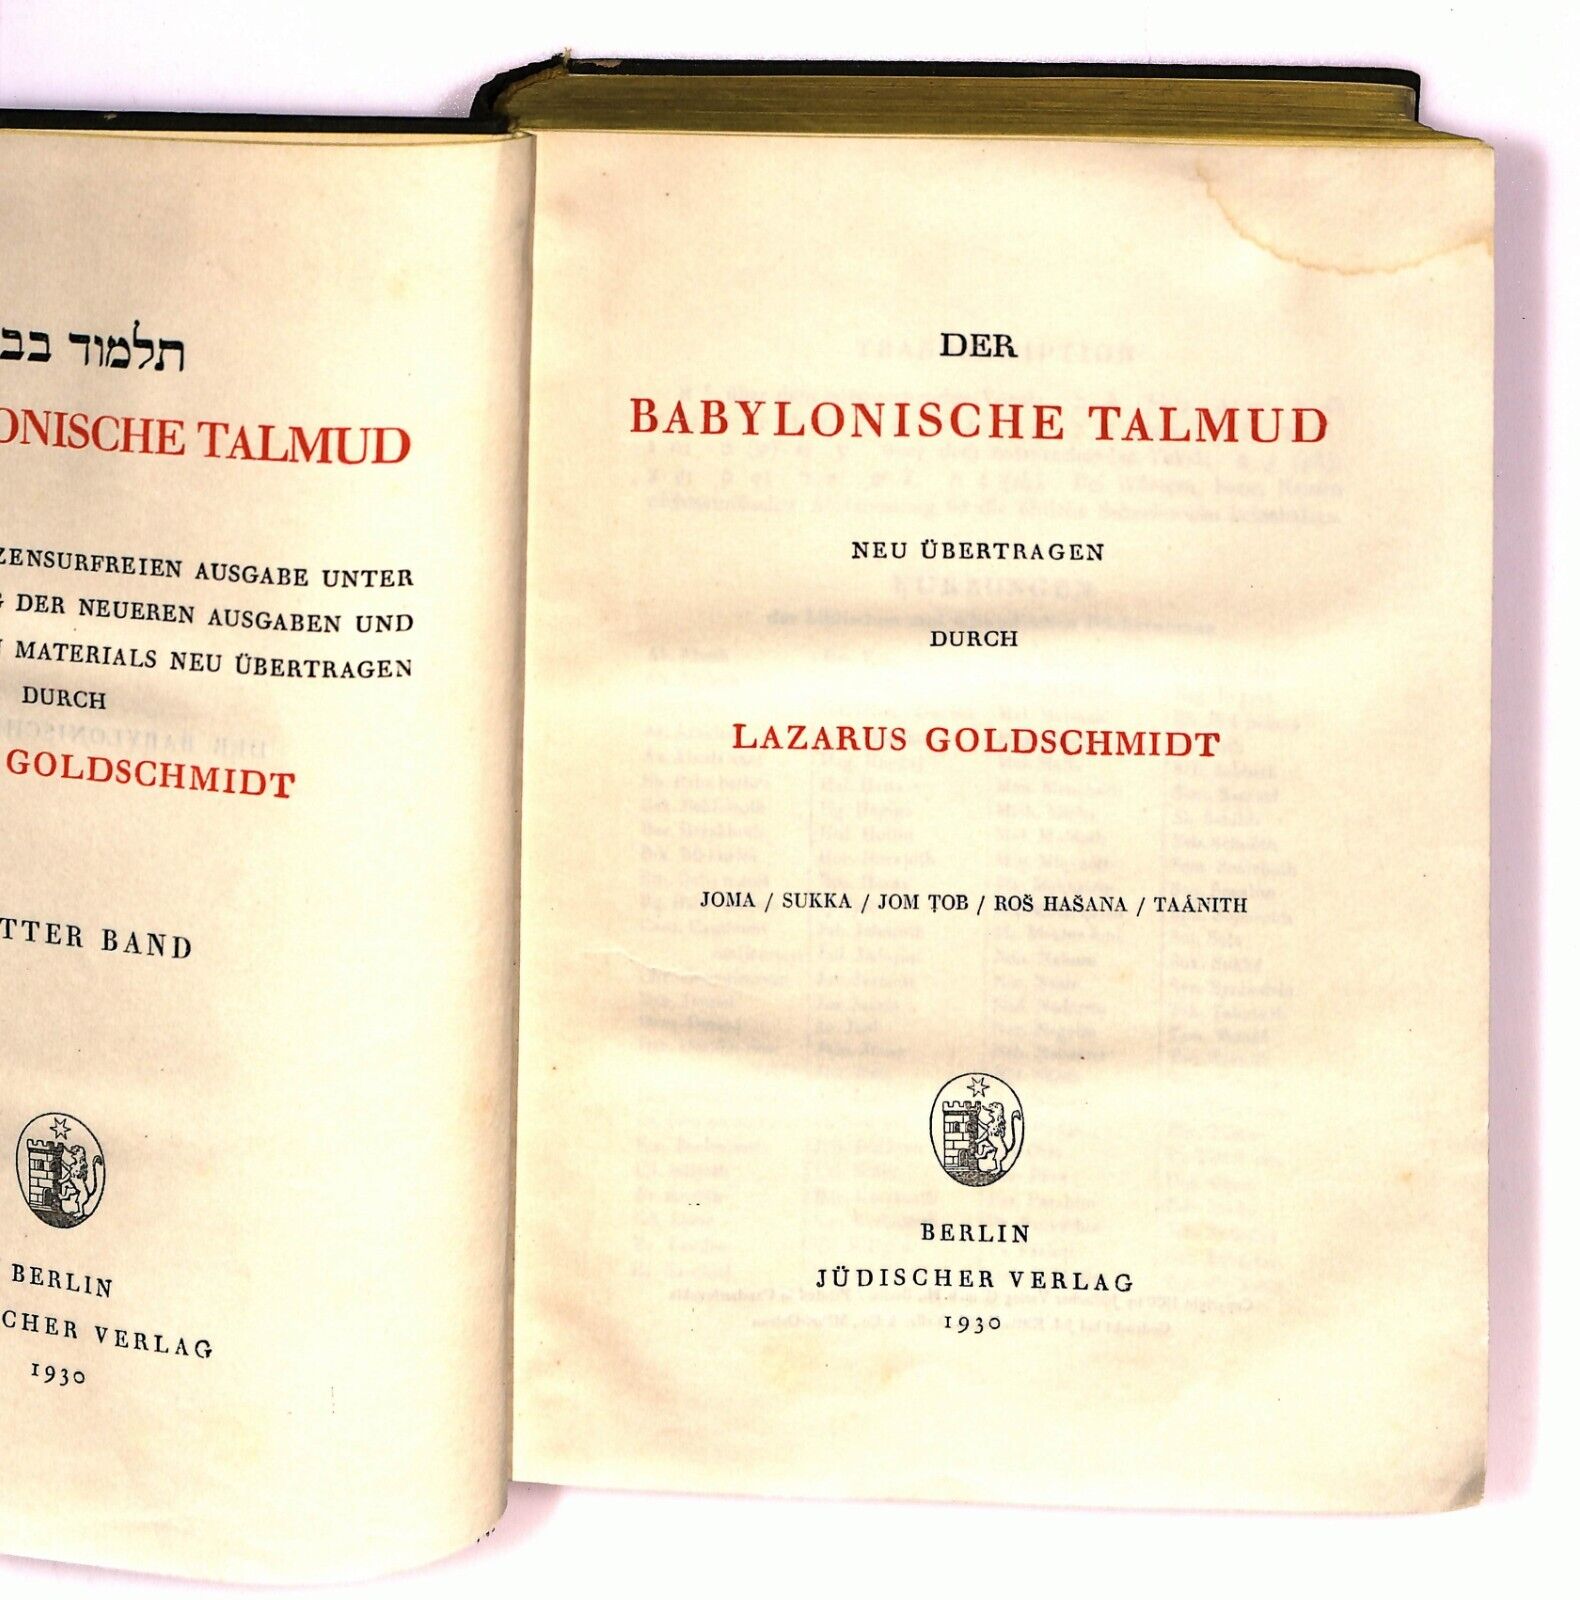 תלמוד בב
ONISCHE TALMUD
ZENSURFREIEN AUSGABE UNTER
G DER NEUEREN AUSGABEN UND
MATERIALS NEU ÜBERTRAGEN
DURCH
GOLDSCHMIDT
TTER BAND
BERLIN
SCHER VERLAG
1930
DER
BABYLONISCHE TALMUD
NEU ÜBERTRAGEN
DURCH
LAZARUS GOLDSCHMIDT
JOMA / SUKKA / JOM ṬOB / ROŠ HAŠANA / TAÁNITH
BERLIN
JÜDISCHER VERLAG
1930